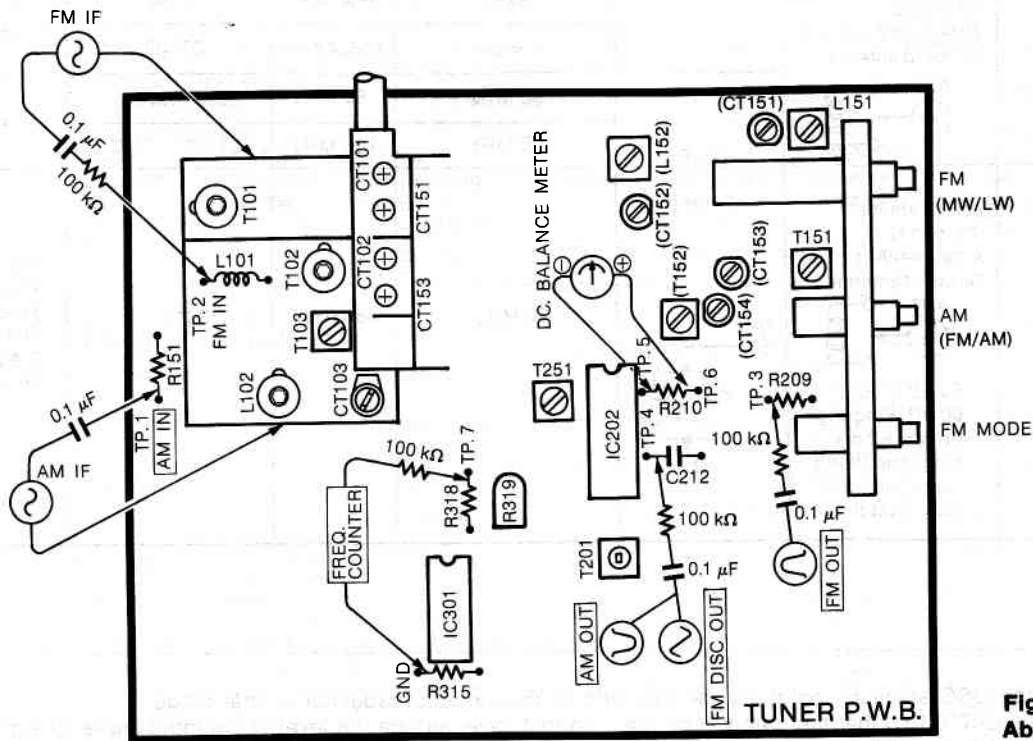 FM IF
0.1 μF
100 kΩ
T101
L101
TP. 2
FM IN
T102
T103
CT101
CT151
CT102
CT153
L102
CT103
R151
TP. 1
AM IN
0.1 μF
AM IF
100 kΩ
TP. 7
R318
R319
FREQ.
COUNTER
IC301
GND
R315
(CT151)
L151
(L152)
(CT152)
FM
(MW/LW)
DC. BALANCE METER
(CT153)
T151
(T152)
(CT154)
AM
(FM/AM)
T251
TP. 5
R210
TP. 6
TP. 3
R209
IC202
TP. 4
C212
FM MODE
100 kΩ
0.1 μF
FM OUT
100 kΩ
0.1 μF
T201
AM OUT
FM DISC OUT
TUNER P.W.B.
Fig
Ab